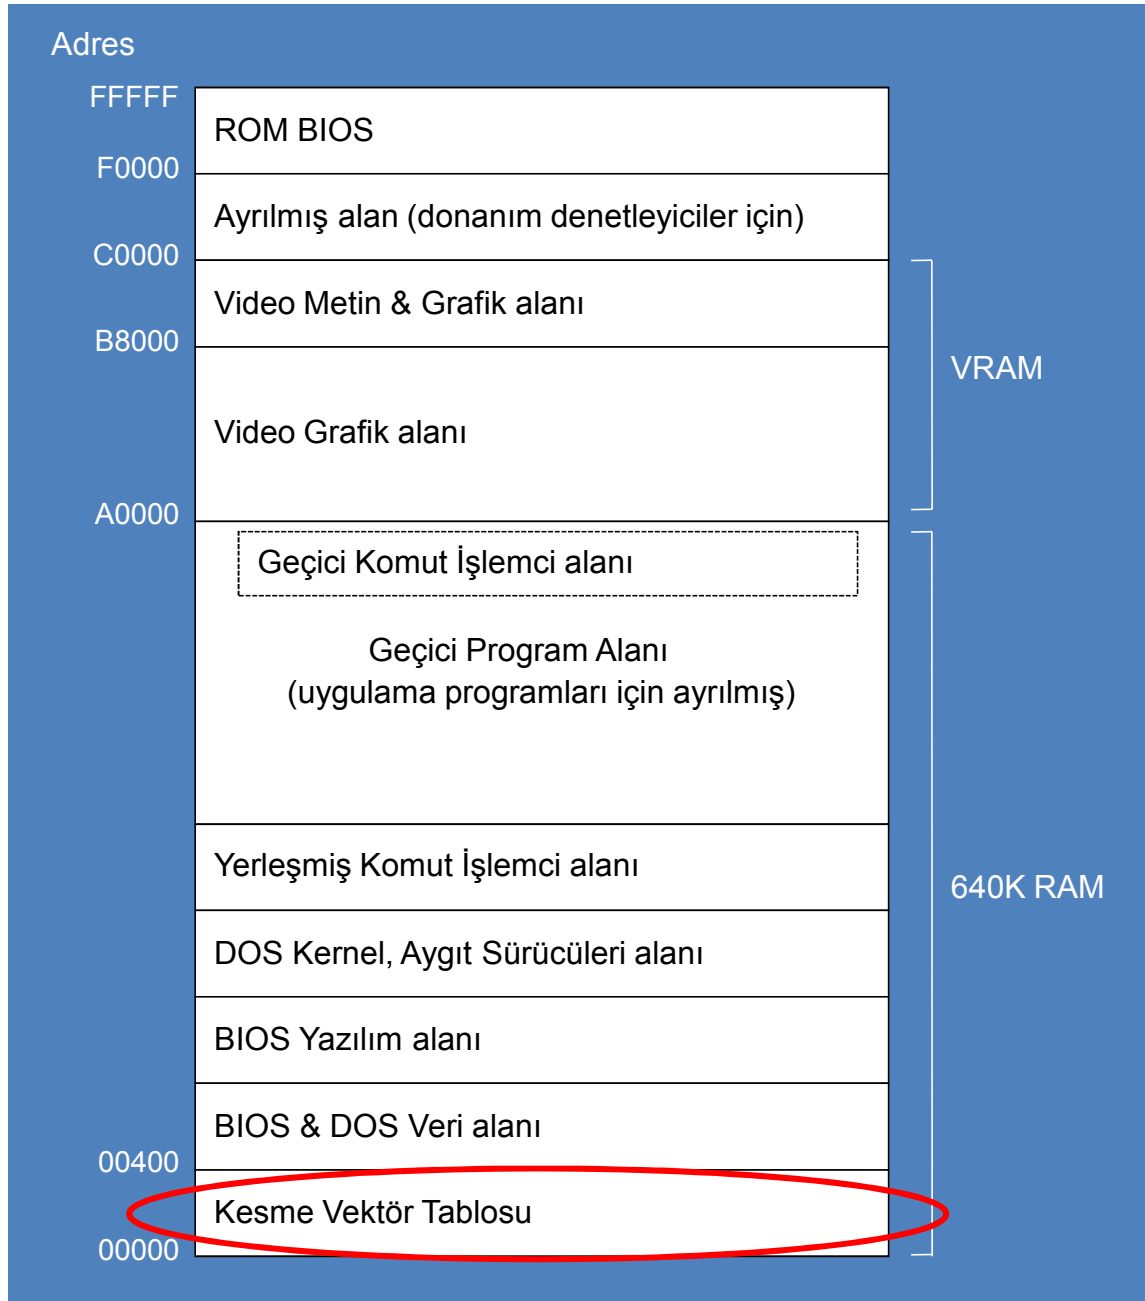 Adres
FFFFF
ROM BIOS
F0000
Ayrılmış alan (donanım denetleyiciler için)
C0000
Video Metin & Grafik alanı
B8000
VRAM
Video Grafik alanı
A0000
Geçici Komut İşlemci alanı
Geçici Program Alanı
(uygulama programları için ayrılmış)
Yerleşmiş Komut İşlemci alanı
640K RAM
DOS Kernel, Aygıt Sürücüleri alanı
BIOS Yazılım alanı
BIOS & DOS Veri alanı
00400
Kesme Vektör Tablosu
00000